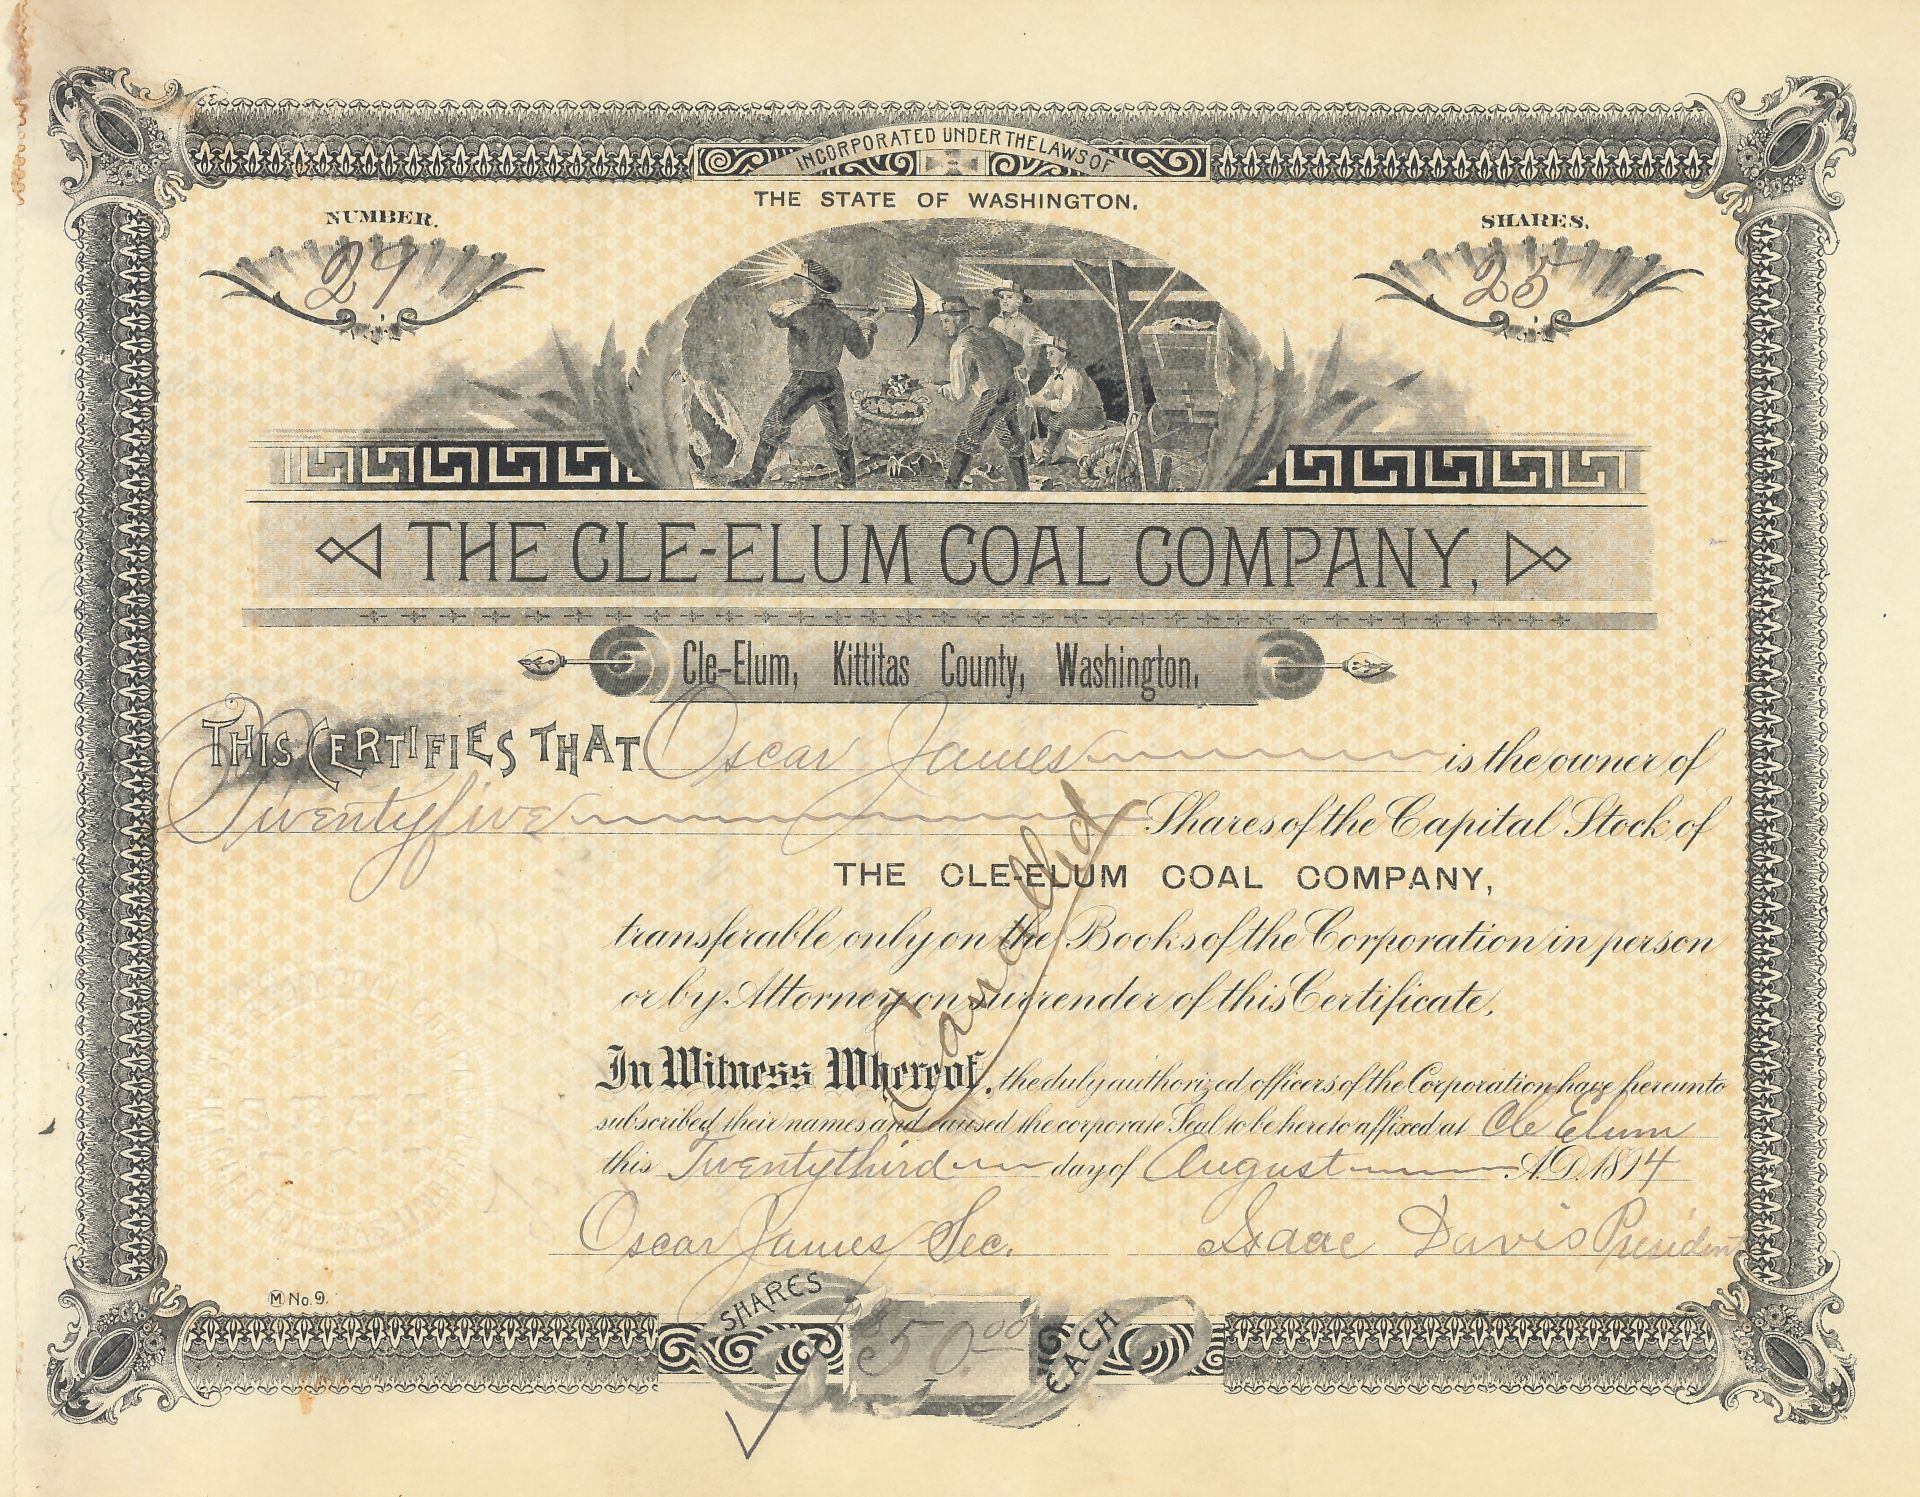 INCORPORATED UNDER THE LAWS OF
THE STATE OF WASHINGTON.
NUMBER.
29
SHARES.
25
THE CLE-ELUM COAL COMPANY,
Cle-Elum, Kittitas County, Washington.
THIS CERTIFIES THAT Oscar James is the owner of
Twentyfive Shares of the Capital Stock of
THE CLE-ELUM COAL COMPANY,
transferable only on the Books of the Corporation in person
or by Attorney on surrender of this Certificate.
Cancelled
In Witness Whereof, the duly authorized officers of the Corporation have hereunto
subscribed their names and caused the corporate Seal to be hereto affixed at Cle Elum
this Twentythird day of August A.D. 1894
Oscar James Sec. Isaac Davis President
M No. 9.
SHARES $50.00 EACH